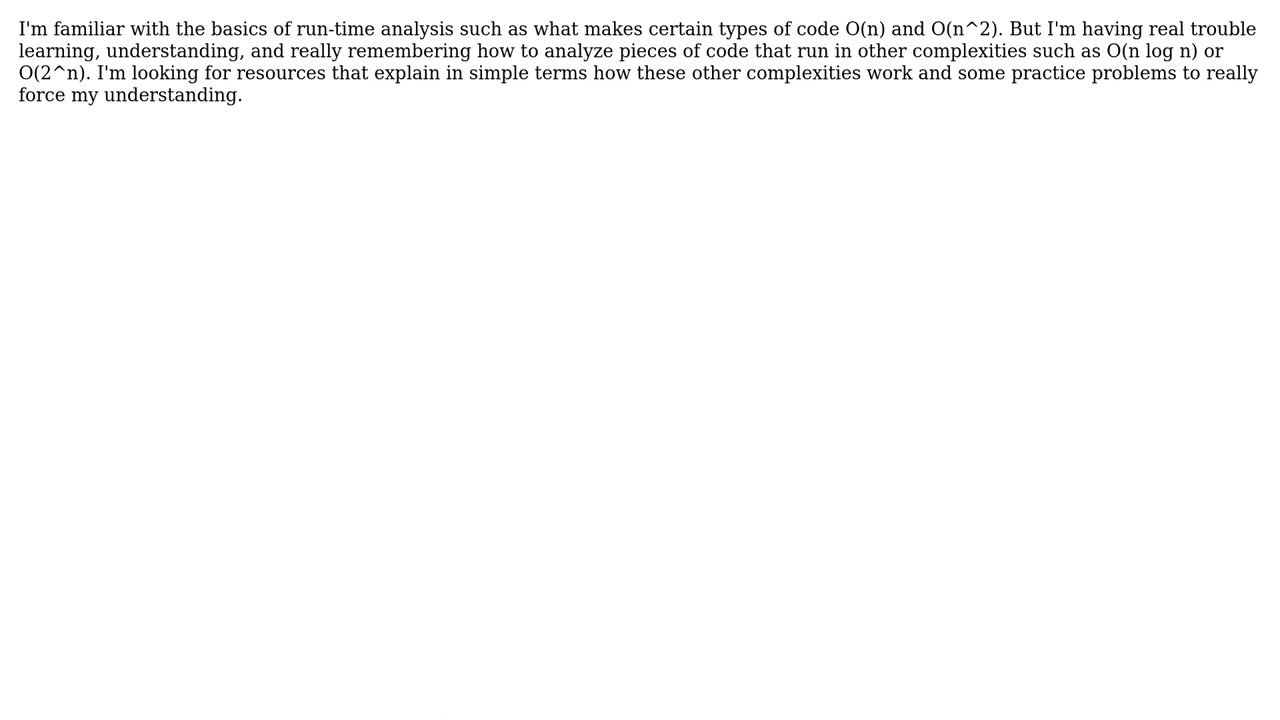 I'm familiar with the basics of run-time analysis such as what makes certain types of code O(n) and O(n^2). But I'm having real trouble
learning, understanding, and really remembering how to analyze pieces of code that run in other complexities such as O(n log n) or
O(2^n). I'm looking for resources that explain in simple terms how these other complexities work and some practice problems to really
force my understanding.